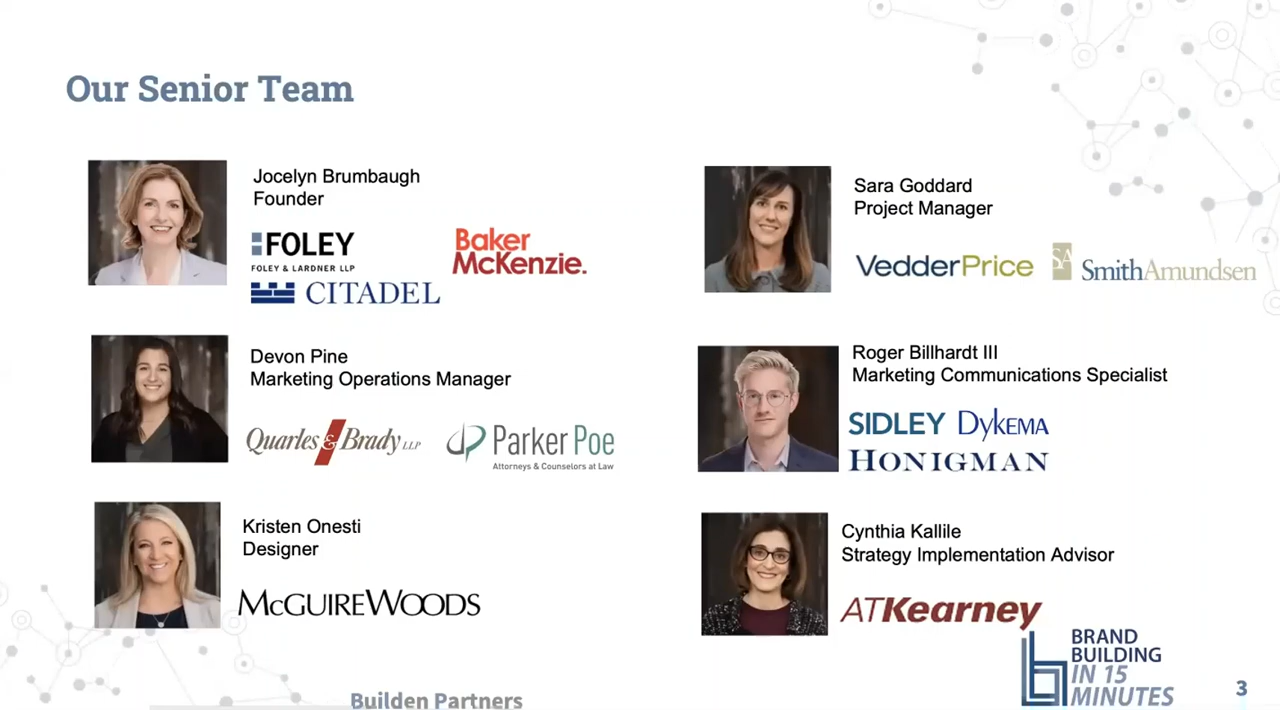 Our Senior Team
Jocelyn Brumbaugh
Founder
FOLEY
FOLEY & LARDNER LLP
Baker
McKenzie.
CITADEL
Sara Goddard
Project Manager
VedderPrice
SA
SmithAmundsen
Devon Pine
Marketing Operations Manager
Quarles & Brady LLP
Parker Poe
Attorneys & Counselors at Law
Roger Billhardt III
Marketing Communications Specialist
SIDLEY
DYKEMA
HONIGMAN
Kristen Onesti
Designer
MCGUIREWOODS
Cynthia Kallile
Strategy Implementation Advisor
ATKearney
BRAND
BUILDING
IN 15
MINUTES
Builden Partners
3